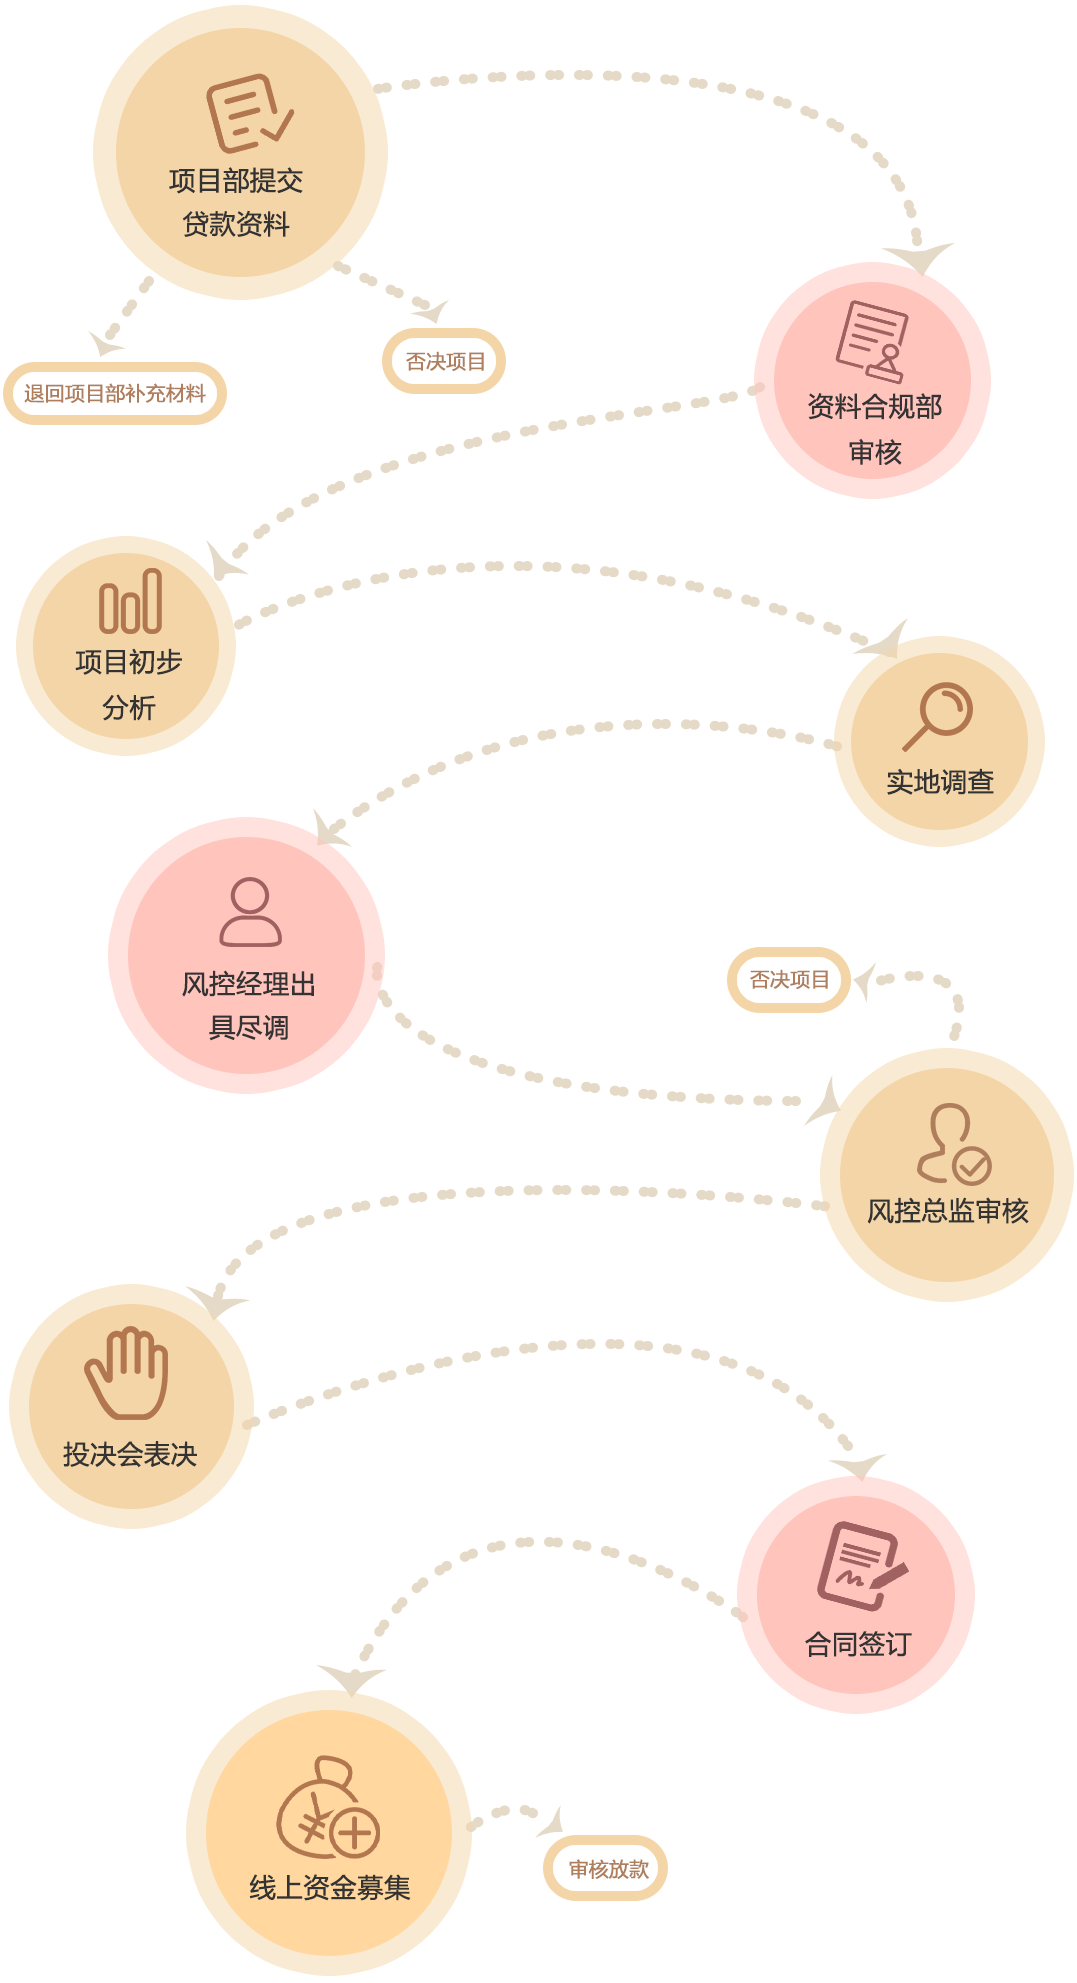 项目部提交
贷款资料
否决项目
退回项目部补充材料
资料合规部
审核
项目初步
分析
实地调查
风控经理出
具尽调
否决项目
风控总监审核
投决会表决
合同签订
线上资金募集
审核放款